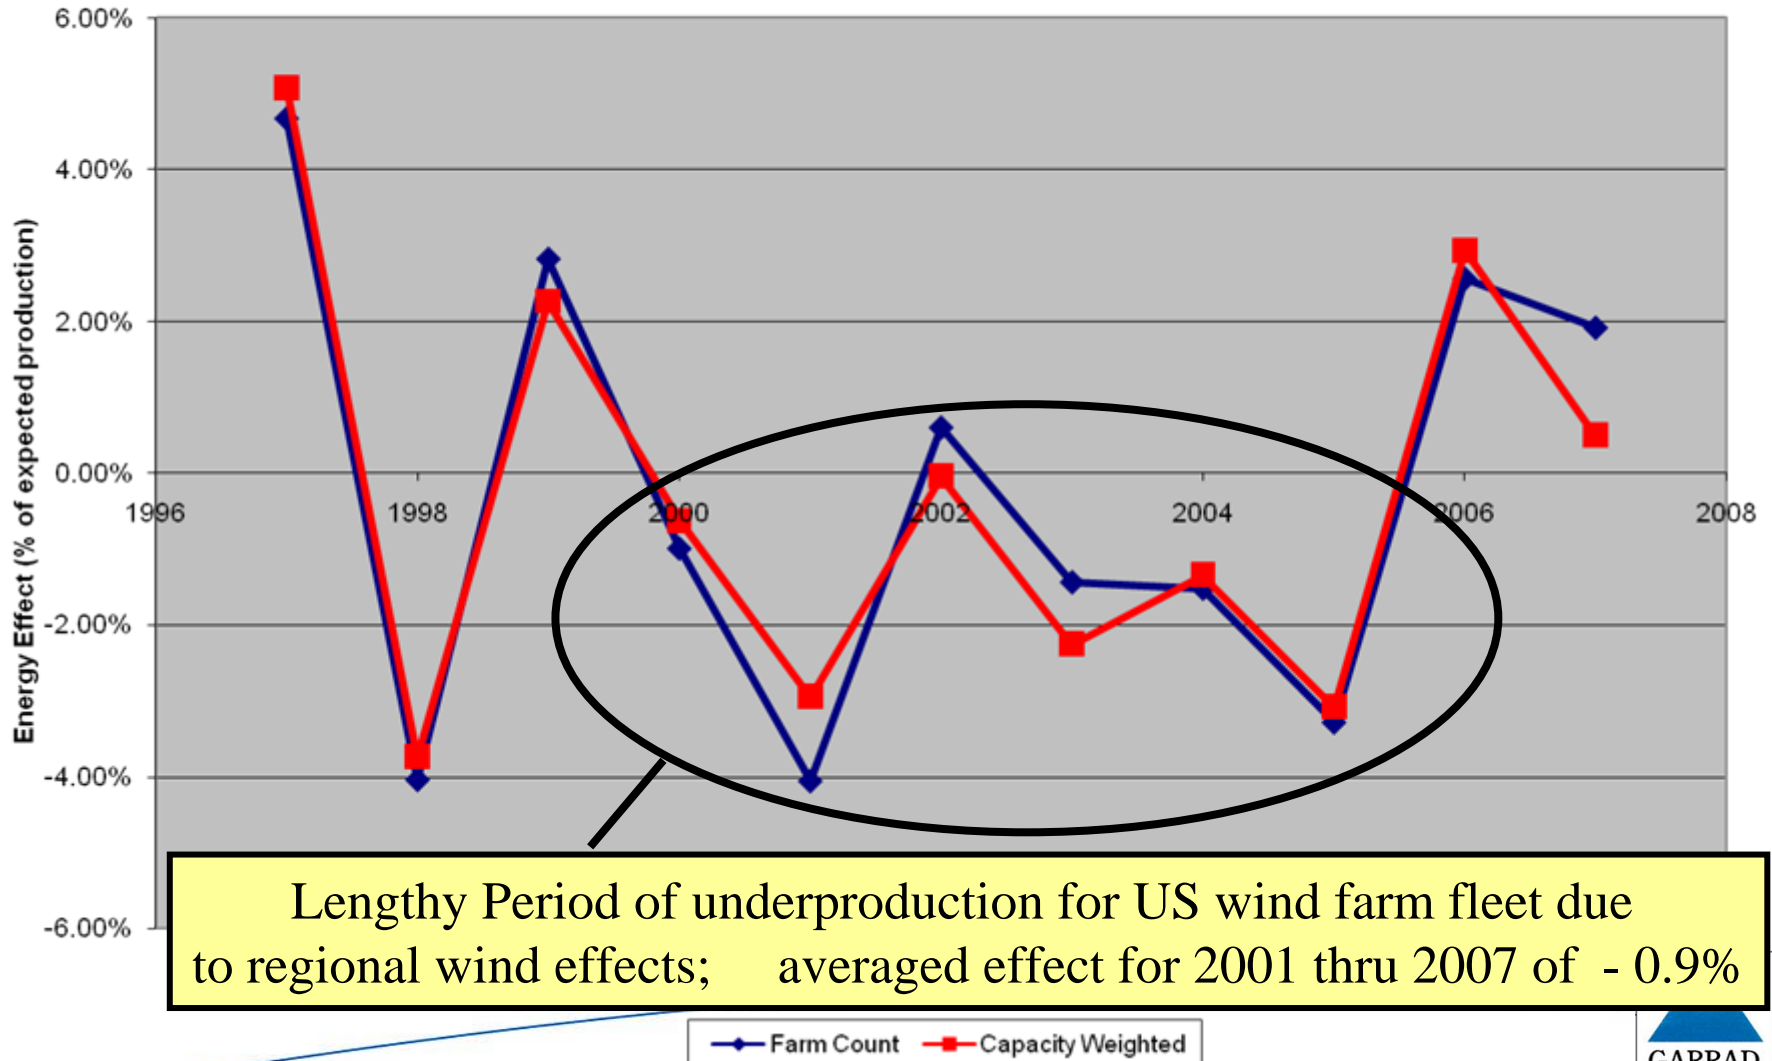 6.00%
4.00%
2.00%
0.00%
-2.00%
-4.00%
-6.00%
Energy Effect (% of expected production)
1996 1998 2000 2002 2004 2006 2008
Lengthy Period of underproduction for US wind farm fleet due
to regional wind effects; averaged effect for 2001 thru 2007 of - 0.9%
Farm Count Capacity Weighted
GARRAD